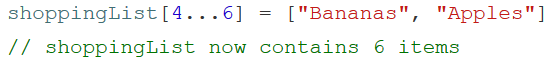 shoppingList[4...6] = ["Bananas", "Apples"]
// shoppingList now contains 6 items